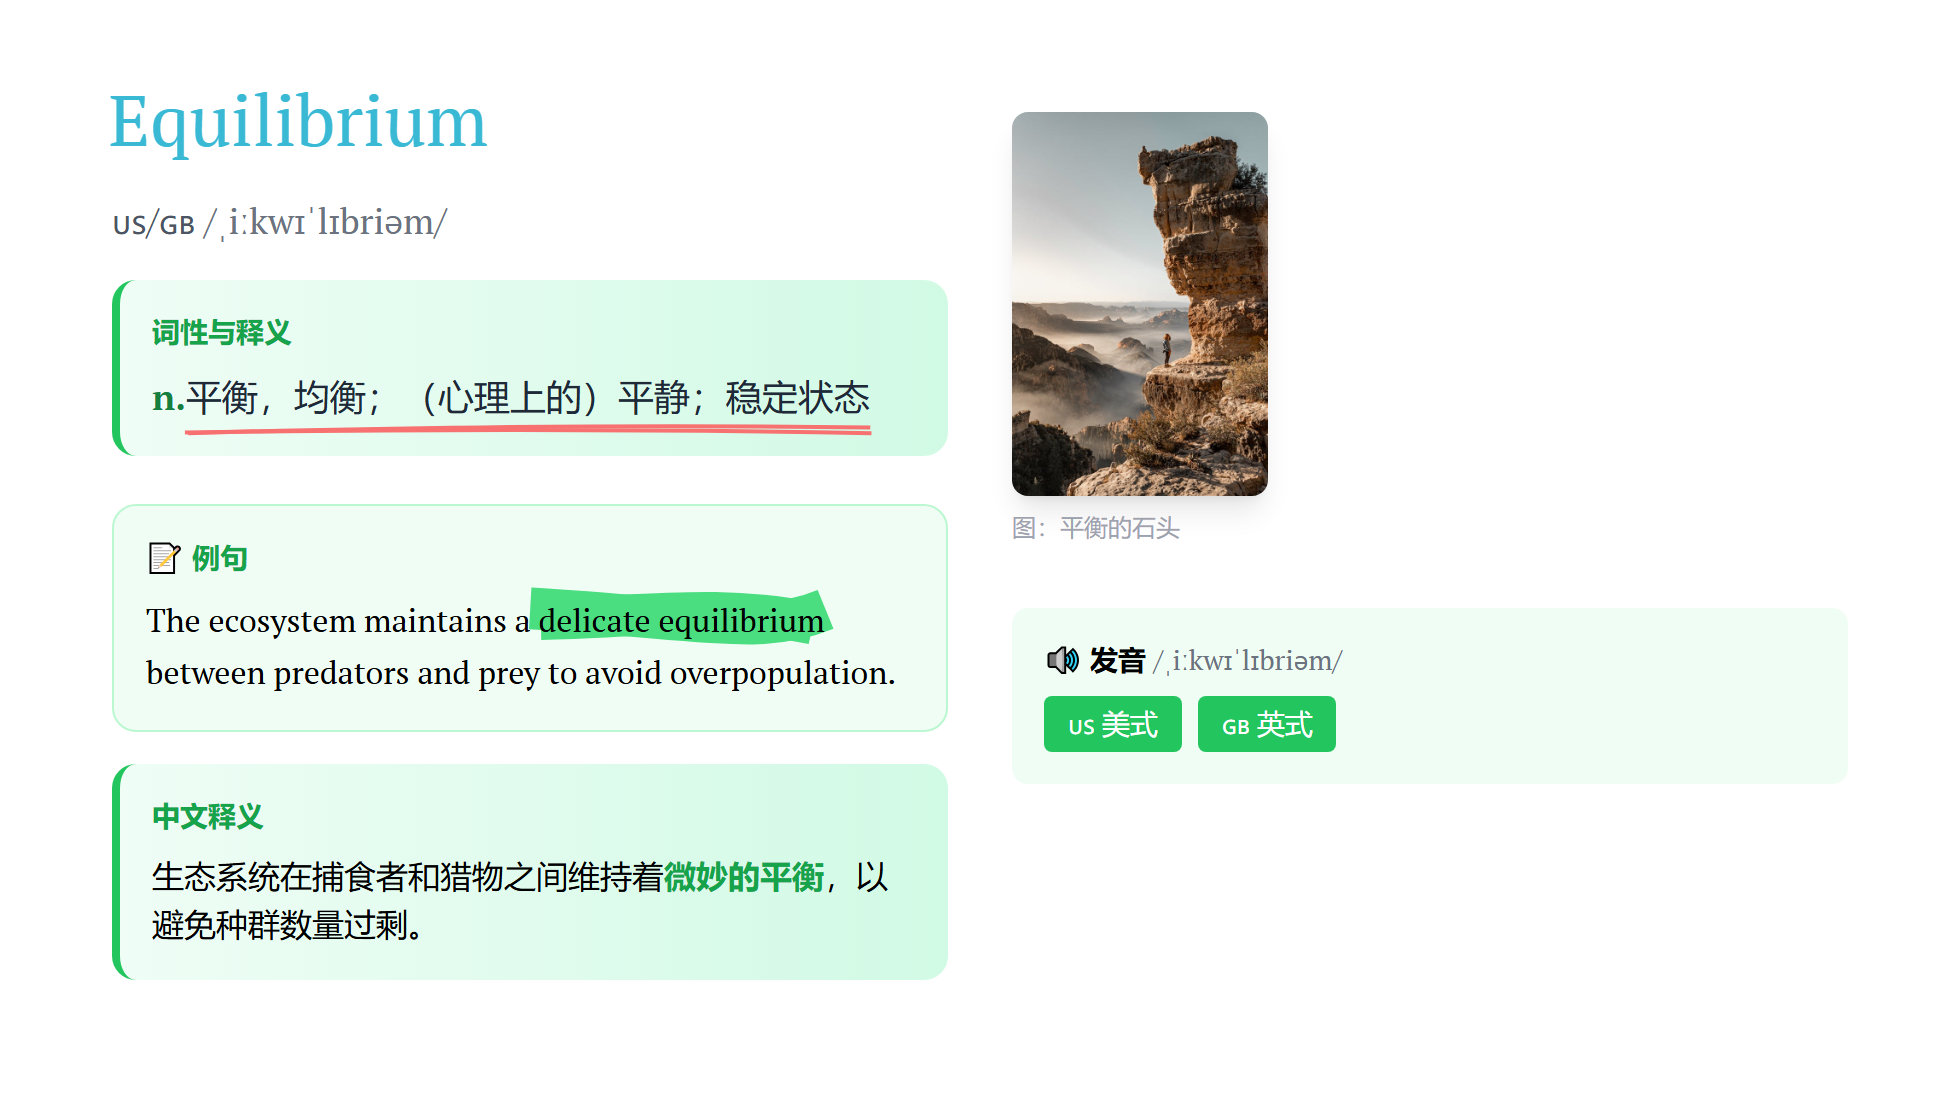 Equilibrium
US/GB /ˌiːkwɪˈlɪbriəm/
词性与释义
n.平衡，均衡；（心理上的）平静；稳定状态
📝 例句
The ecosystem maintains a delicate equilibrium
between predators and prey to avoid overpopulation.
中文释义
生态系统在捕食者和猎物之间维持着微妙的平衡，以
避免种群数量过剩。
图：平衡的石头
🔊 发音 /ˌiːkwɪˈlɪbriəm/
US 美式
GB 英式